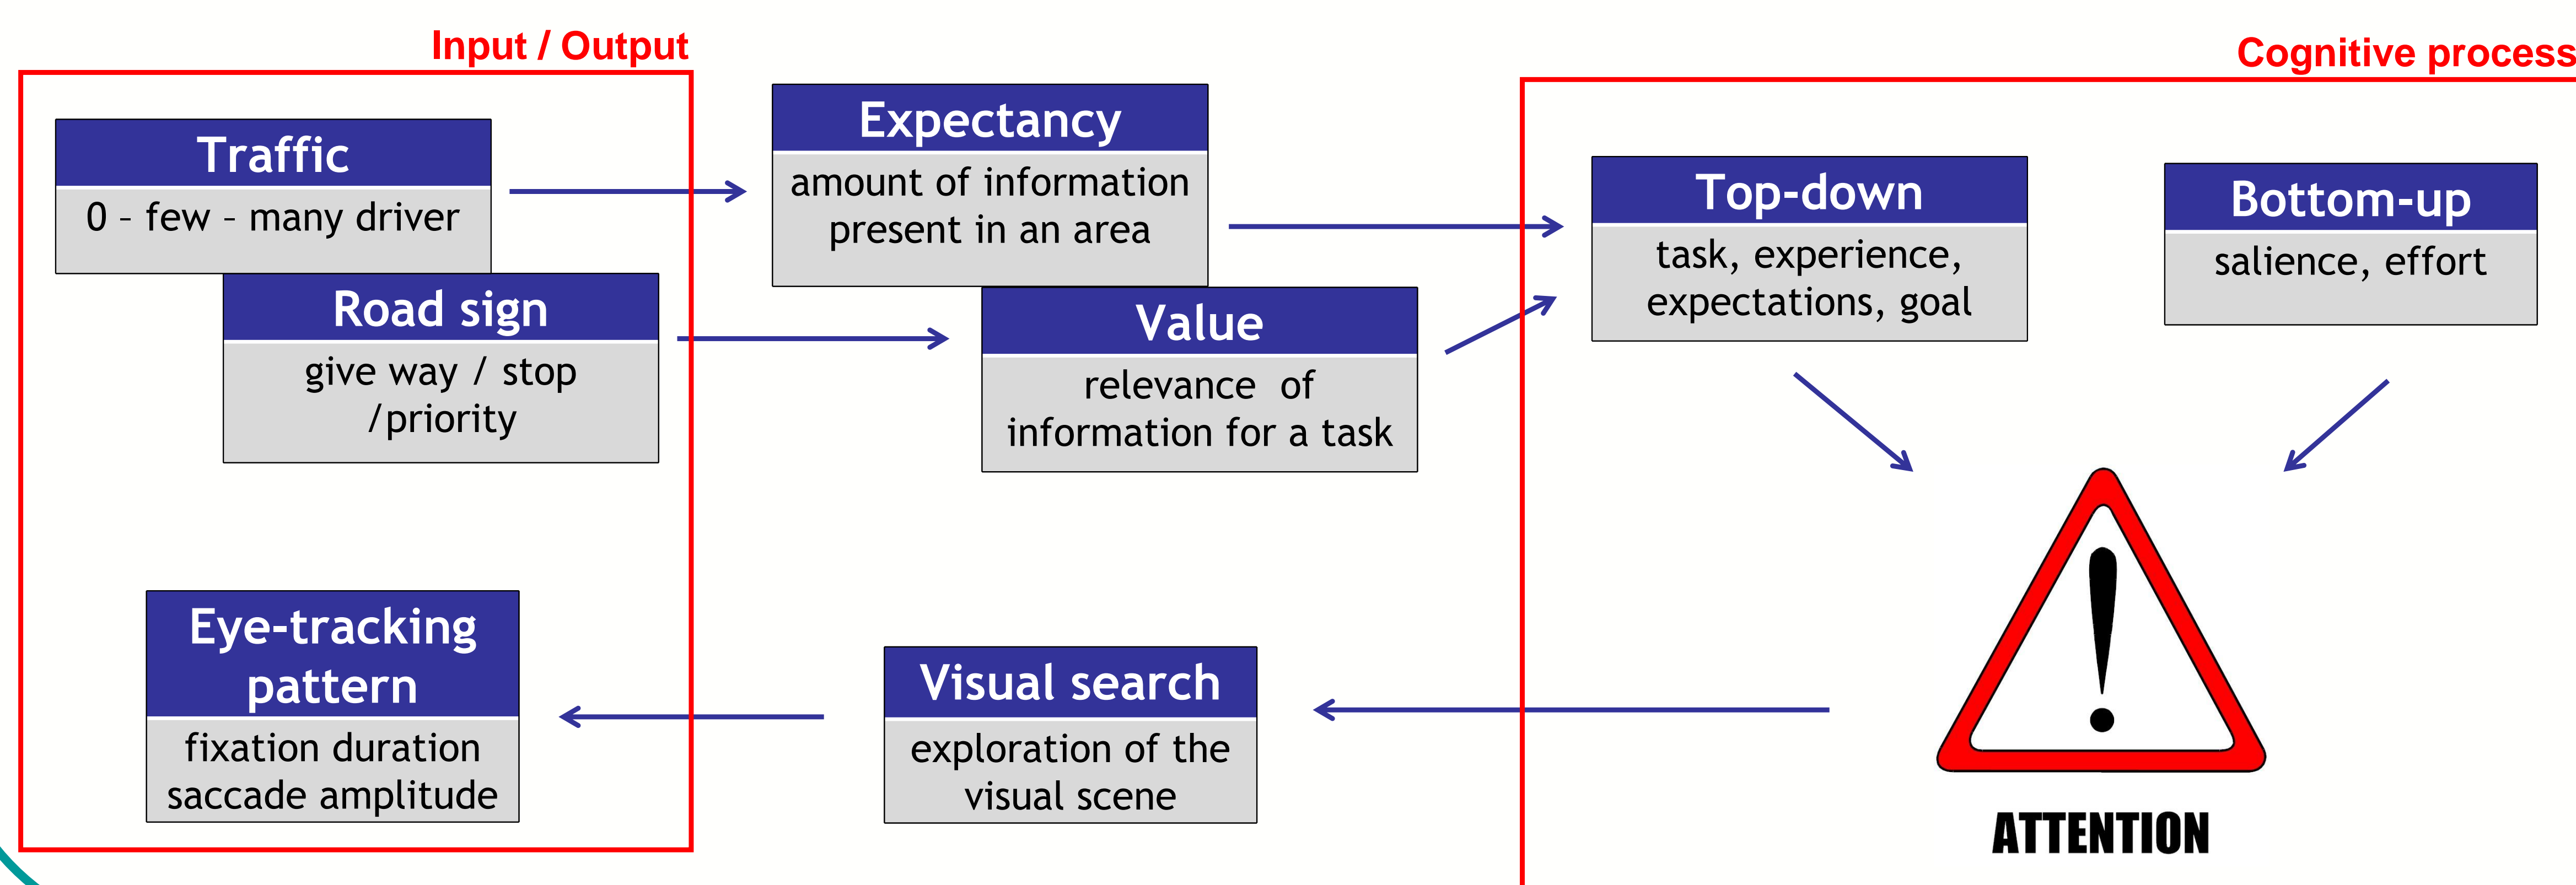 Input / Output
Cognitive process
Traffic
0 – few – many driver
Road sign
give way / stop
/priority
Expectancy
amount of information
present in an area
Value
relevance of
information for a task
Top-down
task, experience,
expectations, goal
Bottom-up
salience, effort
Eye-tracking
pattern
fixation duration
saccade amplitude
Visual search
exploration of the
visual scene
ATTENTION